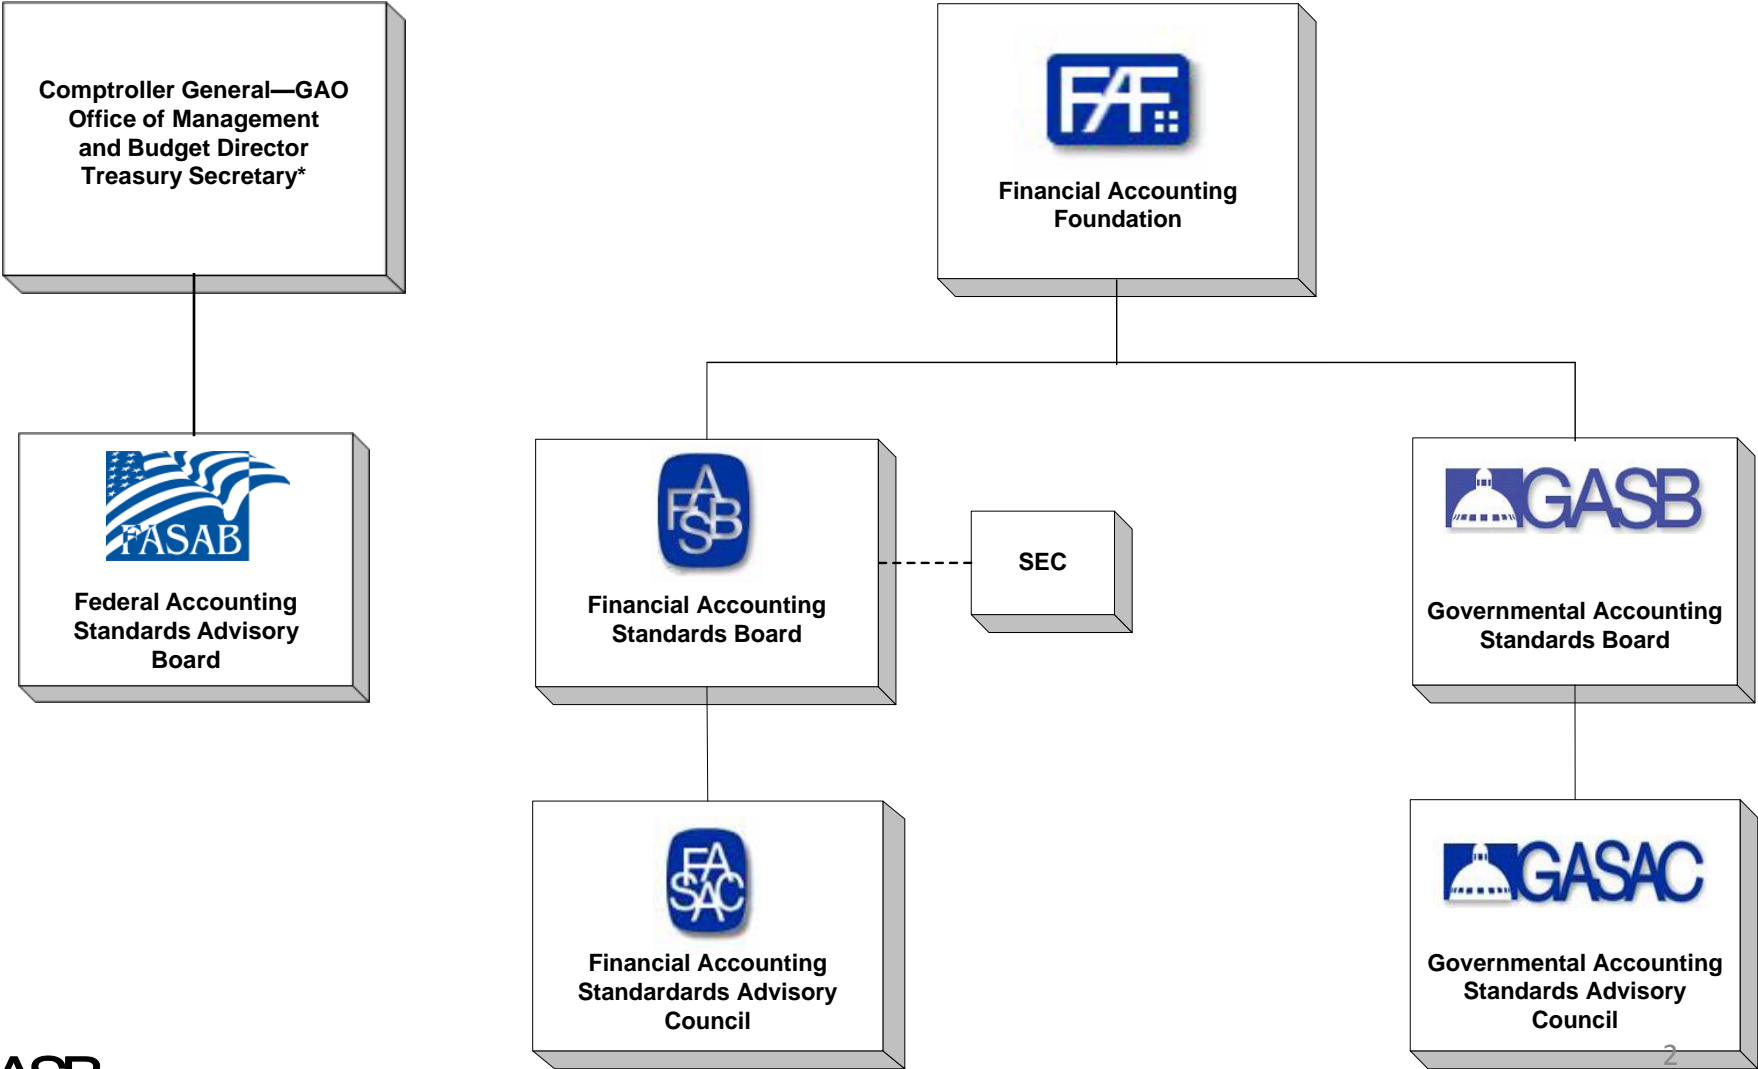 Comptroller General—GAO
Office of Management
and Budget Director
Treasury Secretary*
FAF
Financial Accounting
Foundation
FASAB
Federal Accounting
Standards Advisory
Board
FASB
Financial Accounting
Standards Board
SEC
GASB
Governmental Accounting
Standards Board
FASAC
Financial Accounting
Standardards Advisory
Council
GASAC
Governmental Accounting
Standards Advisory
Council
2